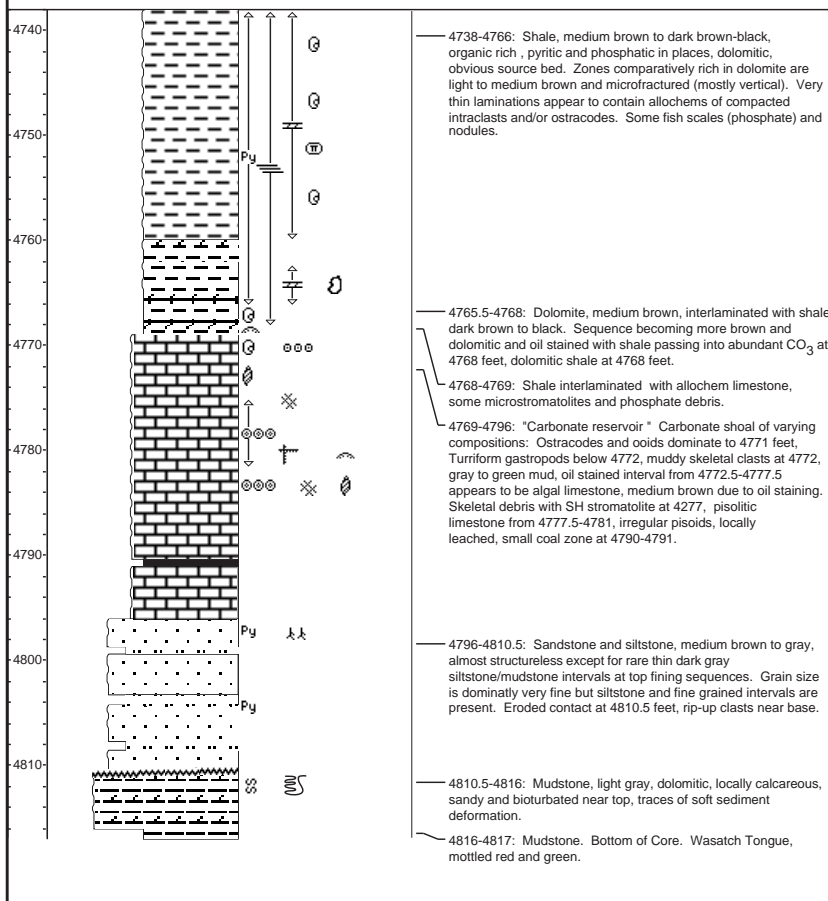 4740
4750
4760
4770
4780
4790
4800
4810
Py
Py
Py
4738-4766: Shale, medium brown to dark brown-black,
organic rich , pyritic and phosphatic in places, dolomitic,
obvious source bed. Zones comparatively rich in dolomite are
light to medium brown and microfractured (mostly vertical). Very
thin laminations appear to contain allochems of compacted
intraclasts and/or ostracodes. Some fish scales (phosphate) and
nodules.
4765.5-4768: Dolomite, medium brown, interlaminated with shale
dark brown to black. Sequence becoming more brown and
dolomitic and oil stained with shale passing into abundant CO3 at
4768 feet, dolomitic shale at 4768 feet.
4768-4769: Shale interlaminated with allochem limestone,
some microstromatolites and phosphate debris.
4769-4796: "Carbonate reservoir " Carbonate shoal of varying
compositions: Ostracodes and ooids dominate to 4771 feet,
Turriform gastropods below 4772, muddy skeletal clasts at 4772,
gray to green mud, oil stained interval from 4772.5-4777.5
appears to be algal limestone, medium brown due to oil staining.
Skeletal debris with SH stromatolite at 4277, pisolitic
limestone from 4777.5-4781, irregular pisoids, locally
leached, small coal zone at 4790-4791.
4796-4810.5: Sandstone and siltstone, medium brown to gray,
almost structureless except for rare thin dark gray
siltstone/mudstone intervals at top fining sequences. Grain size
is dominatly very fine but siltstone and fine grained intervals are
present. Eroded contact at 4810.5 feet, rip-up clasts near base.
4810.5-4816: Mudstone, light gray, dolomitic, locally calcareous,
sandy and bioturbated near top, traces of soft sediment
deformation.
4816-4817: Mudstone. Bottom of Core. Wasatch Tongue,
mottled red and green.